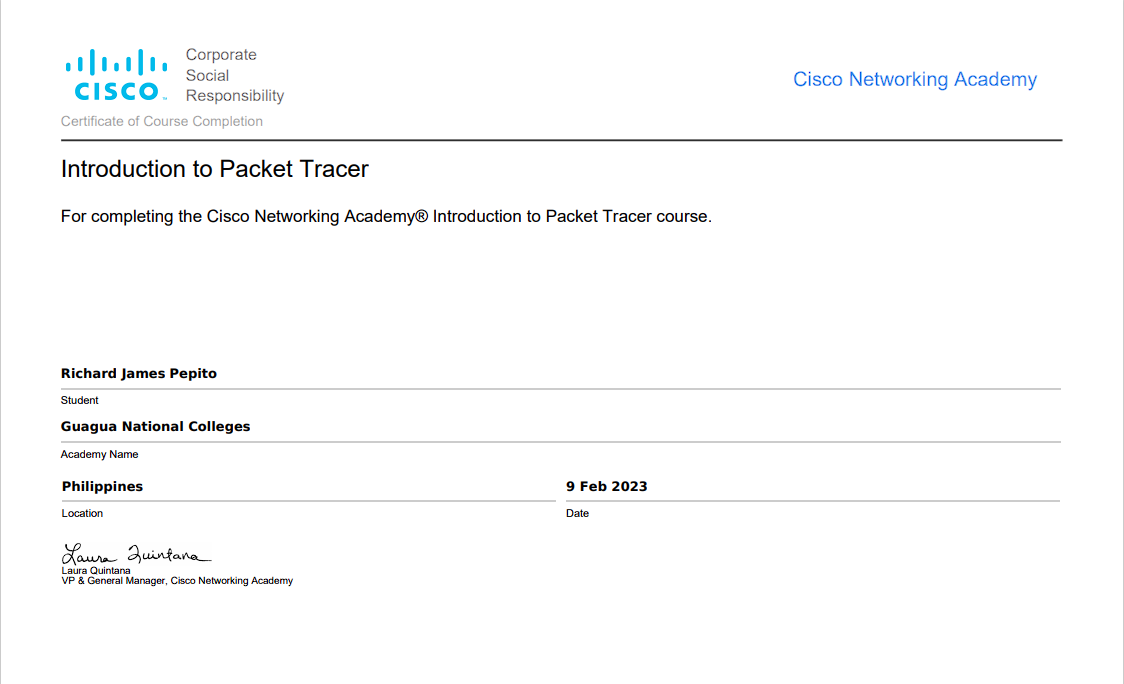 CISCO
Corporate
Social
Responsibility
Cisco Networking Academy
Certificate of Course Completion
Introduction to Packet Tracer
For completing the Cisco Networking Academy® Introduction to Packet Tracer course.
Richard James Pepito
Student
Guagua National Colleges
Academy Name
Philippines
9 Feb 2023
Location
Date
Laura Quintana
Laura Quintana
VP & General Manager, Cisco Networking Academy